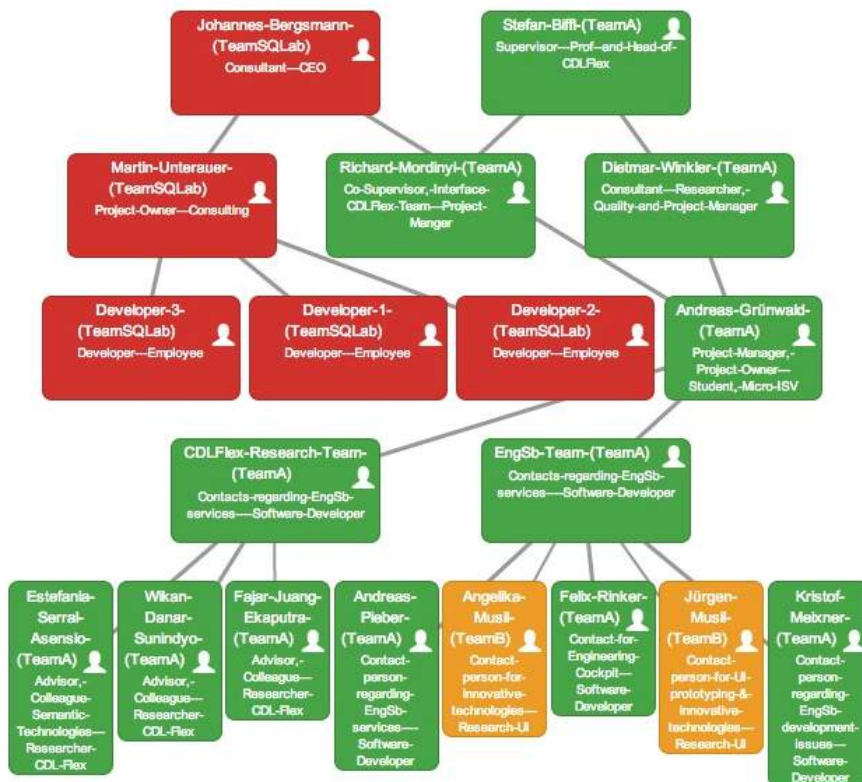 Johannes-Bergsmann-
(TeamSQLab)
Consultant---CEO
Stefan-Biffl-(TeamA)
Supervisor---Prof--and-Head-of-
CDLFlex
Martin-Unterauer-
(TeamSQLab)
Project-Owner---Consulting
Richard-Mordinyi-(TeamA)
Co-Supervisor,-Interface-
CDLFlex-Team---Project-
Manger
Dietmar-Winkler-(TeamA)
Consultant---Researcher,-
Quality-and-Project-Manager
Developer-3-
(TeamSQLab)
Developer---Employee
Developer-1-
(TeamSQLab)
Developer---Employee
Developer-2-
(TeamSQLab)
Developer---Employee
Andreas-Grünwald-
(TeamA)
Project-Manager,-
Project-Owner---
Student,-Micro-ISV
CDLFlex-Research-Team-
(TeamA)
Contacts-regarding-EngSb-
services----Software-Developer
EngSb-Team-(TeamA)
Contacts-regarding-EngSb-
services----Software-Developer
Estefania-
Serral-
Asensio-
(TeamA)
Advisor,-
Colleague-
Semantic-
Technologies---
Researcher-
CDL-Flex
Wikan-
Danar-
Sunindyo-
(TeamA)
Advisor,-
Colleague---
Researcher-
CDL-Flex
Fajar-Juang-
Ekaputra-
(TeamA)
Advisor,-
Colleague---
Researcher-
CDL-Flex
Andreas-
Pieber-
(TeamA)
Contact-
person-
regarding-
EngSb-
services----
Software-
Developer
Angelika-
Musil-
(TeamB)
Contact-
person-for-
innovative-
technologies---
Research-UI
Felix-Rinker-
(TeamA)
Contact-for-
Engineering-
Cockpit---
Software-
Developer
Jürgen-
Musil-
(TeamB)
Contact-
person-for-UI-
prototyping-&-
innovative-
technologies---
Research-UI
Kristof-
Meixner-
(TeamA)
Contact-
person-
regarding-
EngSb-
development-
issues---
Software-
Developer